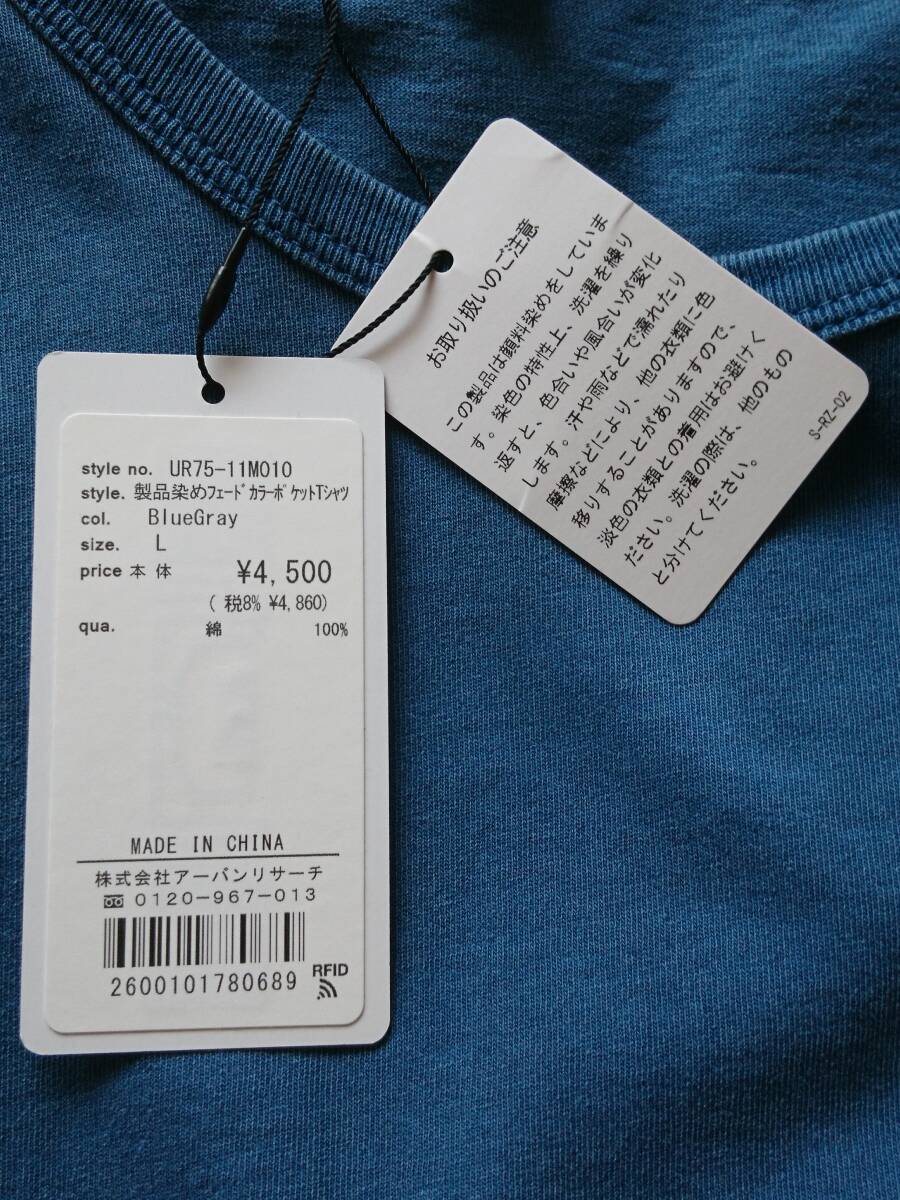 style no. UR75-11M010
style. 製品染めﾌｪｰﾄﾞｶﾗｰﾎﾟｹｯﾄTｼｬﾂ
col. BlueGray
size. L
price 本体 ¥4,500
( 税8% ¥4,860)
qua. 綿 100%
MADE IN CHINA
株式会社アーバンリサーチ
0120-967-013
2600101780689
RFID
お取り扱いのご注意
この製品は顔料染めをしていま
す。染色の特性上、洗濯を繰り
返すと、色合いや風合いが変化
します。汗や雨などで濡れたり
摩擦などにより、他の衣類に色
移りすることがありますので、
淡色の衣類との着用はお避けく
ださい。洗濯の際は、他のもの
と分けてください。
S-RZ-02